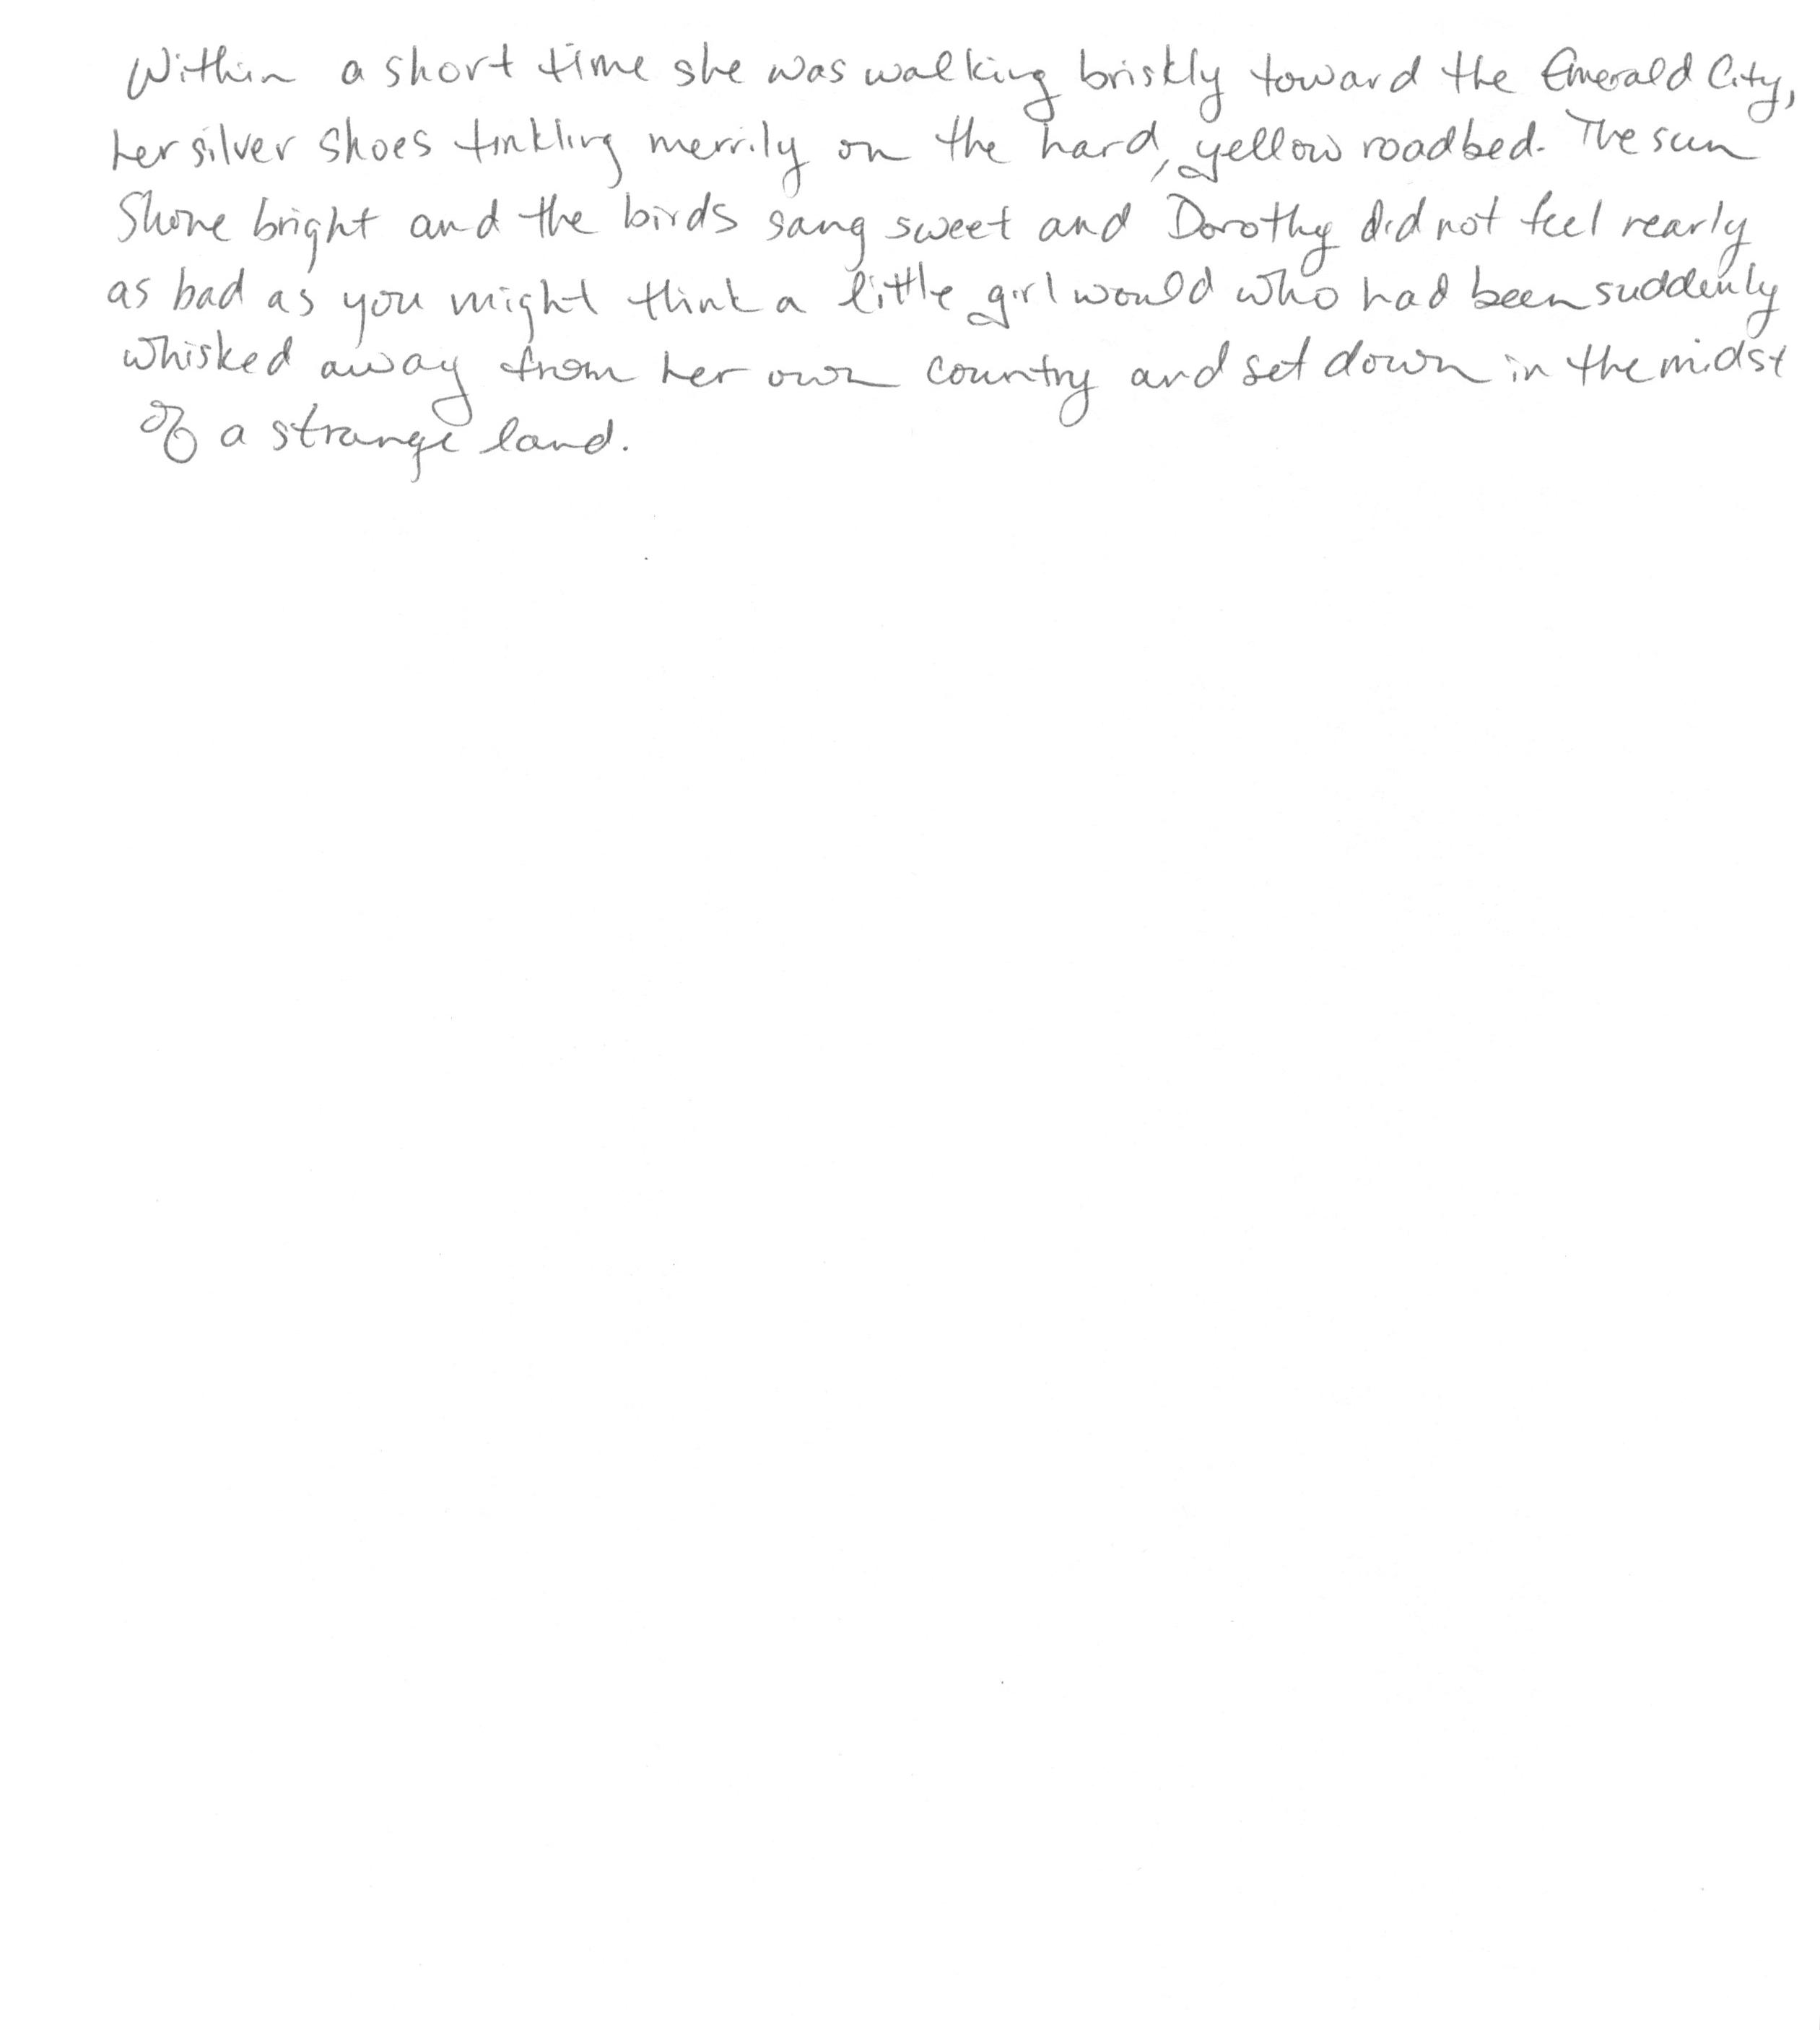 Within a short time she was walking briskly toward the Emerald City,
her silver shoes tinkling merrily on the hard, yellow roadbed. The sun
shone bright and the birds sang sweet and Dorothy did not feel nearly
as bad as you might think a little girl would who had been suddenly
whisked away from her own country and set down in the midst
of a strange land.